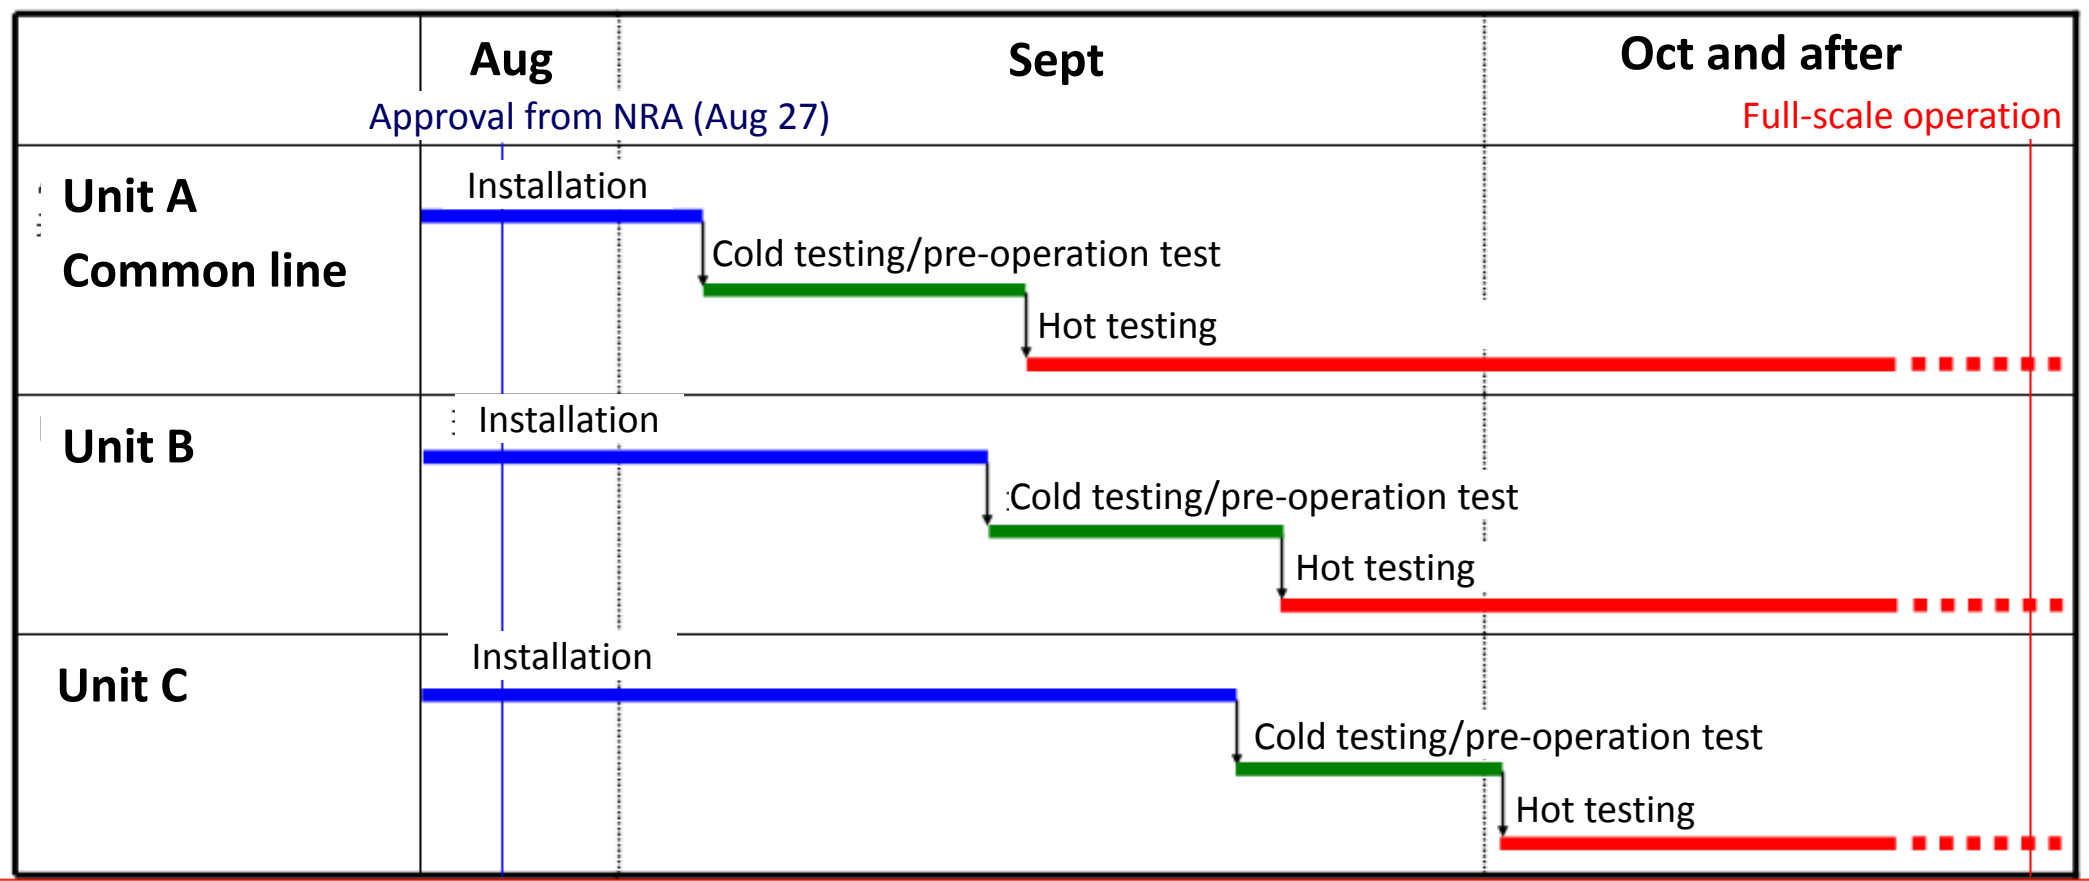 Aug
Sept
Oct and after
Approval from NRA (Aug 27)
Full-scale operation
Unit A
Common line
Installation
Cold testing/pre-operation test
Hot testing
Unit B
Installation
Cold testing/pre-operation test
Hot testing
Unit C
Installation
Cold testing/pre-operation test
Hot testing